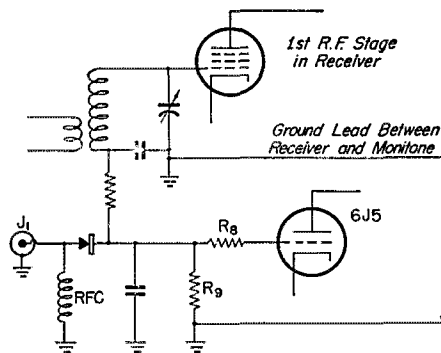 1st R.F. Stage
in Receiver
Ground Lead Between
Receiver and Monitone
J1
6J5
R8
RFC
R9